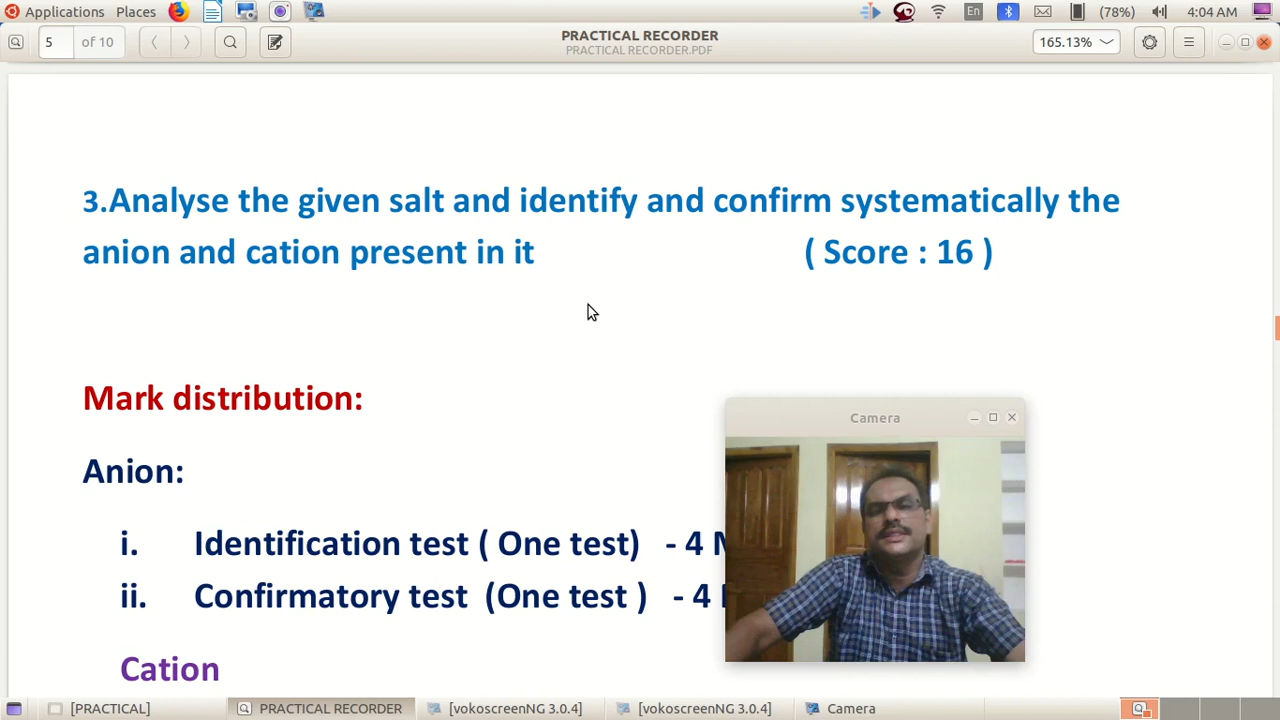 Applications Places En (78%) 4:04 AM
5 of 10 PRACTICAL RECORDER 165.13%
PRACTICAL RECORDER.PDF
3.Analyse the given salt and identify and confirm systematically the
anion and cation present in it ( Score : 16 )
Mark distribution:
Camera
Anion:
i. Identification test ( One test) - 4
ii. Confirmatory test (One test ) - 4
Cation
[PRACTICAL] PRACTICAL RECORDER [vokoscreenNG 3.0.4] [vokoscreenNG 3.0.4] Camera